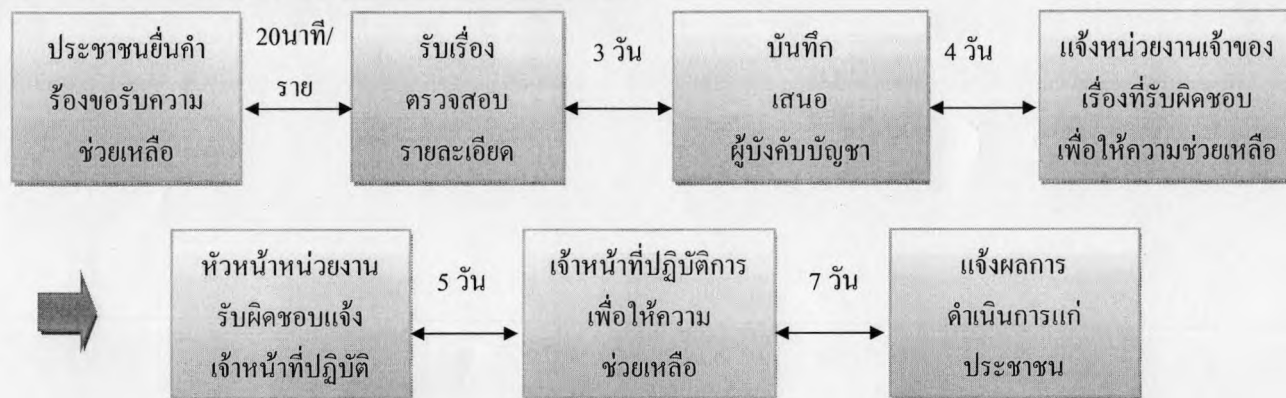 ประชาชนยื่นคำ
ร้องขอรับความ
ช่วยเหลือ
20นาที/
ราย
รับเรื่อง
ตรวจสอบ
รายละเอียด
3 วัน
บันทึก
เสนอ
ผู้บังคับบัญชา
4 วัน
แจ้งหน่วยงานเจ้าของ
เรื่องที่รับผิดชอบ
เพื่อให้ความช่วยเหลือ
หัวหน้าหน่วยงาน
รับผิดชอบแจ้ง
เจ้าหน้าที่ปฏิบัติ
5 วัน
เจ้าหน้าที่ปฏิบัติการ
เพื่อให้ความ
ช่วยเหลือ
7 วัน
แจ้งผลการ
ดำเนินการแก่
ประชาชน